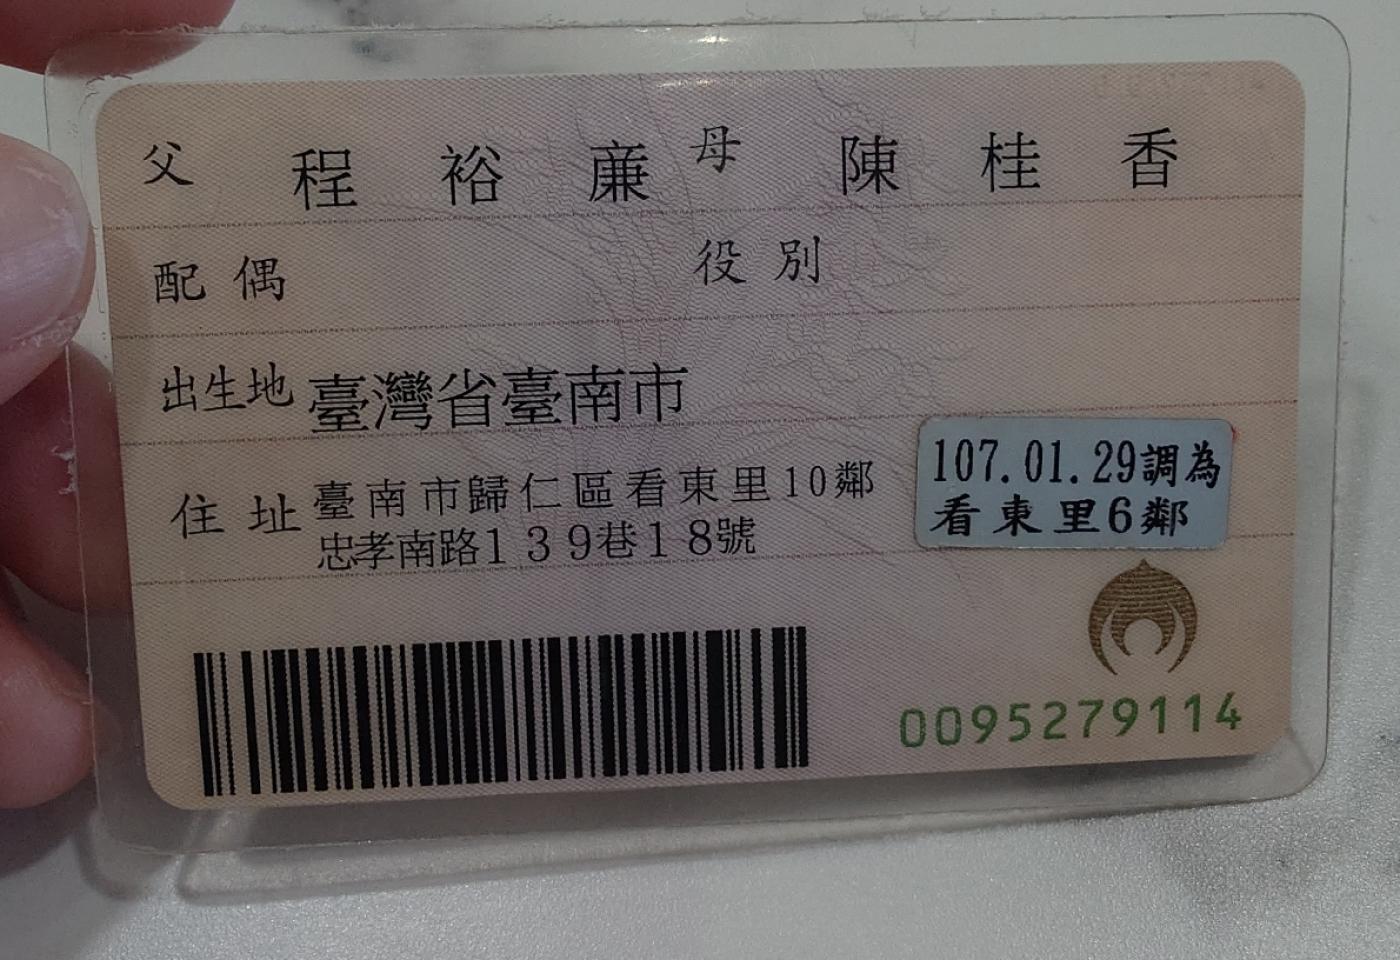 父 程裕薕 母 陳桂香
配偶 役別
出生地 臺灣省臺南市
住址 臺南市歸仁區看東里10鄰
忠孝南路139巷18號
107.01.29調為
看東里6鄰
0095279114